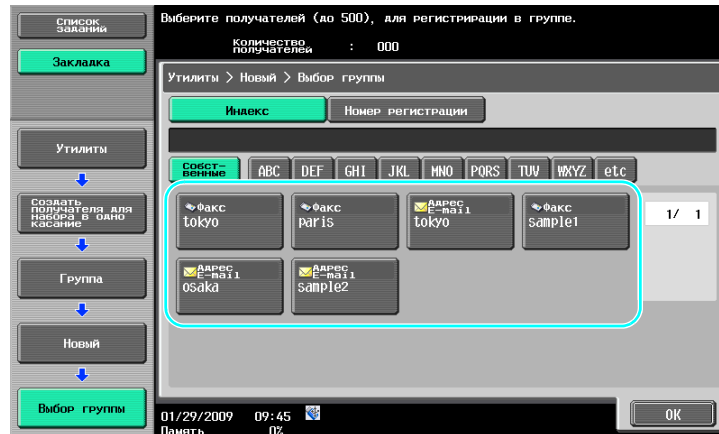 Список
заданий
Закладка
Утилиты
Создать
получателя для
набора в одно
касание
Группа
Новый
Выбор группы
Выберите получателей (до 500), для регистрирации в группе.
Количество
получателей : 000
Утилиты > Новый > Выбор группы
Индекс
Номер регистрации
Собст-
венные
ABC DEF GHI JKL MNO PQRS TUV WXYZ etc
Факс
tokyo
Факс
paris
Адрес
E-mail
tokyo
Факс
sample1
1/ 1
Адрес
E-mail
osaka
Адрес
E-mail
sample2
01/29/2009 09:45
Память 0%
OK